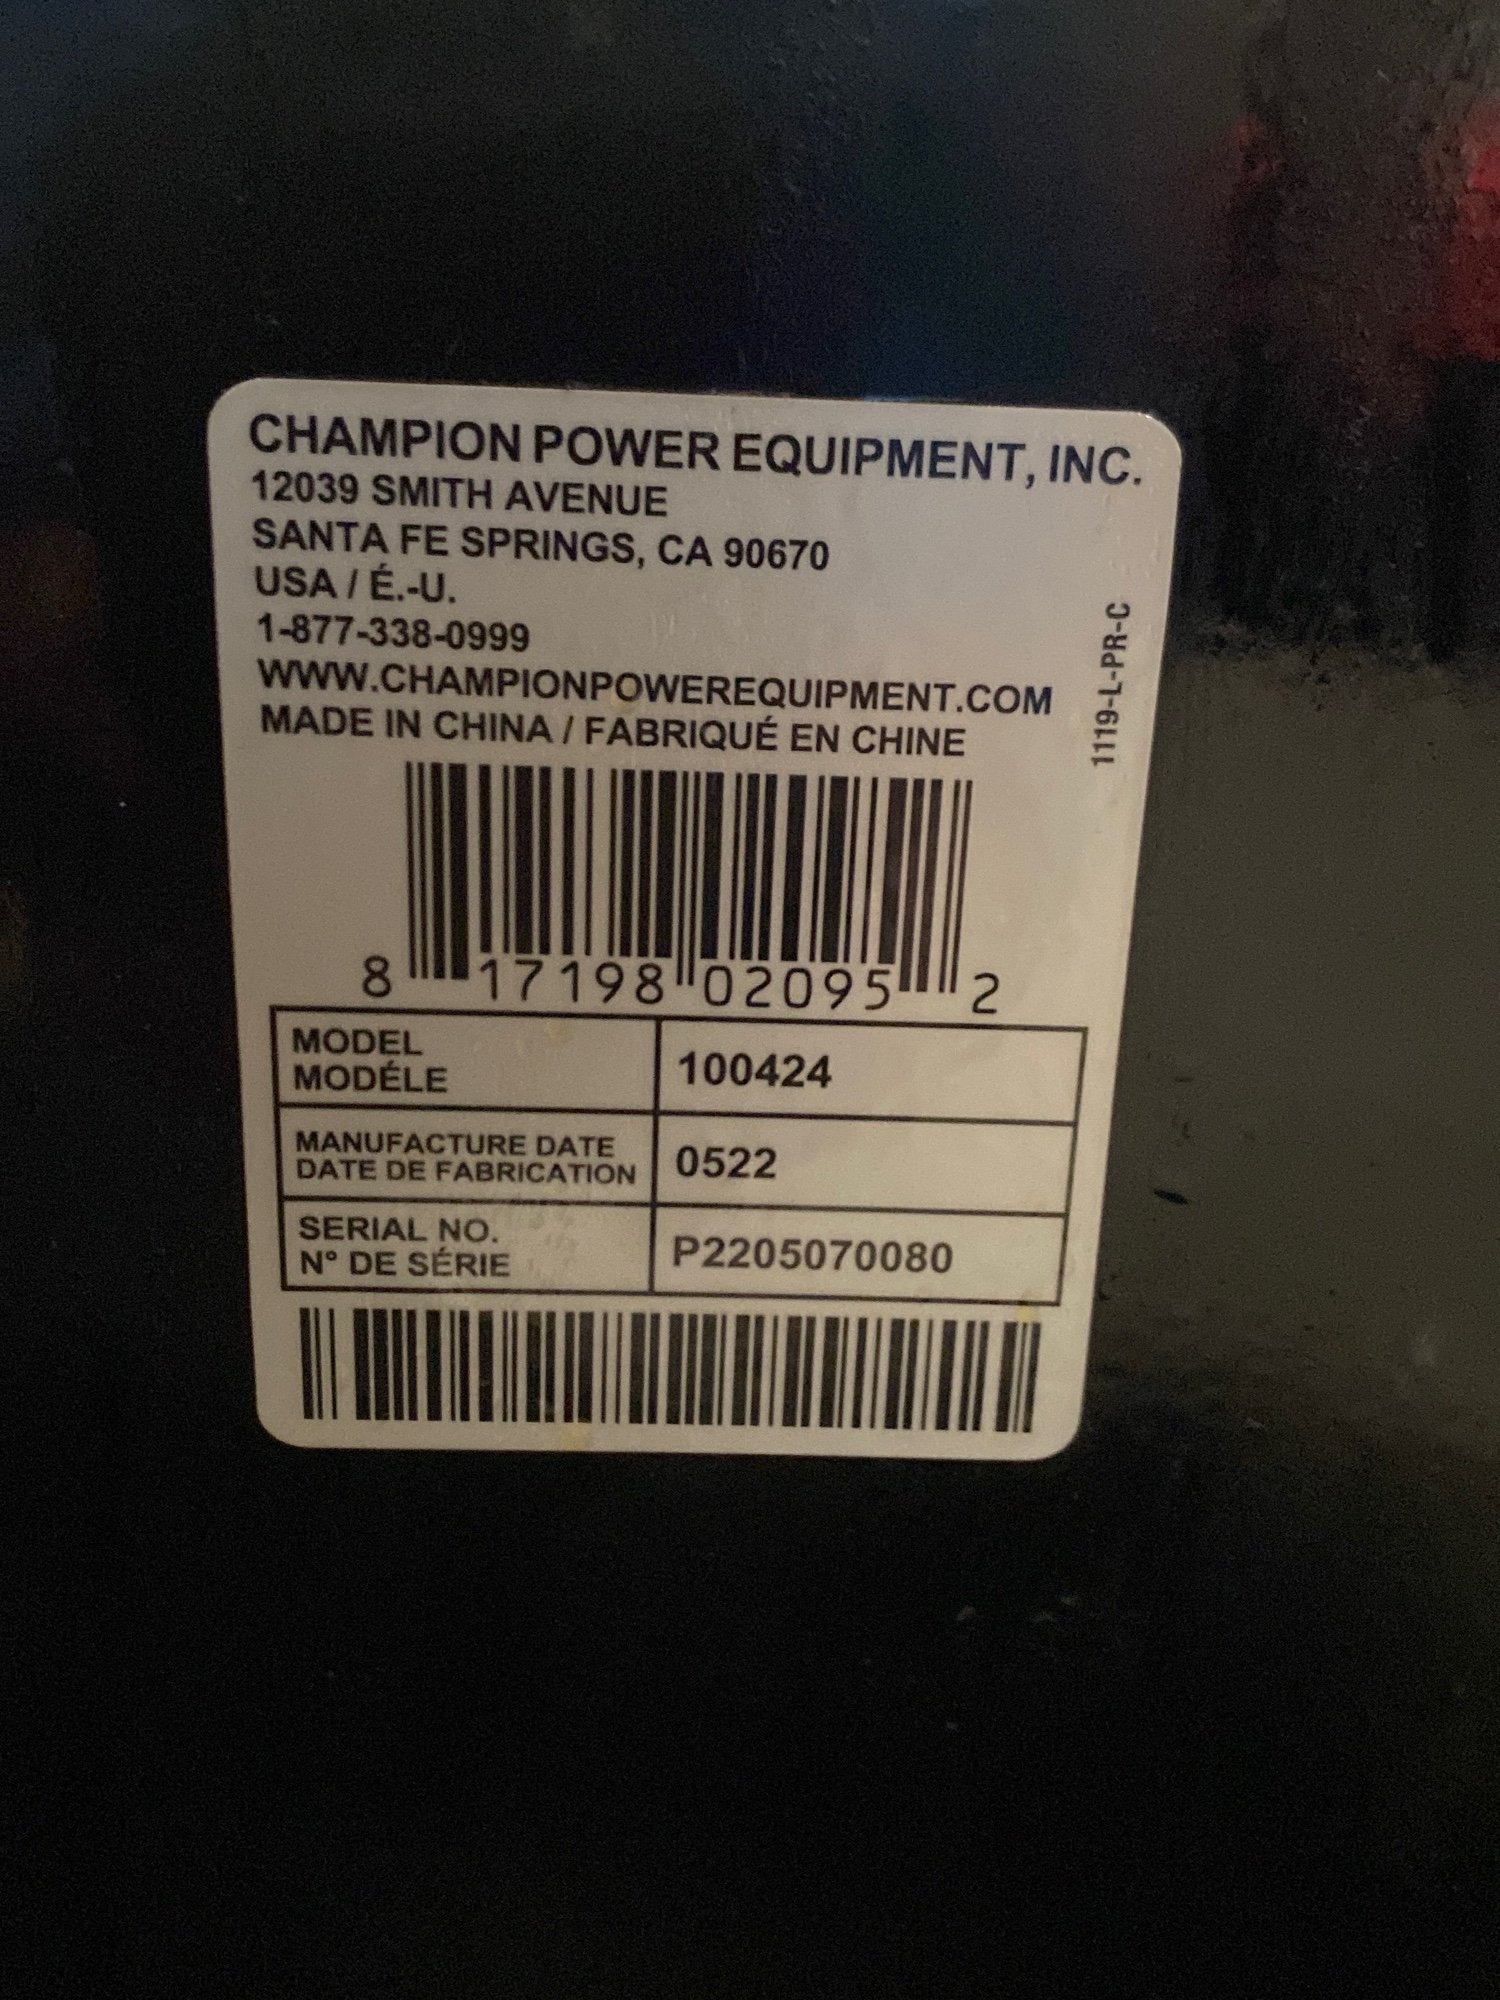 CHAMPION POWER EQUIPMENT, INC.
12039 SMITH AVENUE
SANTA FE SPRINGS, CA 90670
USA / É.-U.
1-877-338-0999
WWW.CHAMPIONPOWEREQUIPMENT.COM
MADE IN CHINA / FABRIQUÉ EN CHINE
1119-L-PR-C
8 17198 02095 2
MODEL
MODÉLE
100424
MANUFACTURE DATE
DATE DE FABRICATION
0522
SERIAL NO.
N° DE SÉRIE
P2205070080